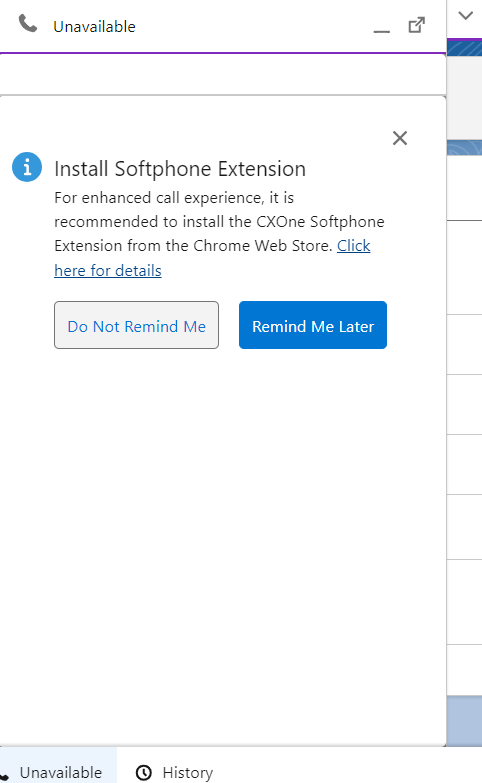 Unavailable
Install Softphone Extension
For enhanced call experience, it is
recommended to install the CXOne Softphone
Extension from the Chrome Web Store. Click
here for details
Do Not Remind Me
Remind Me Later
Unavailable
History